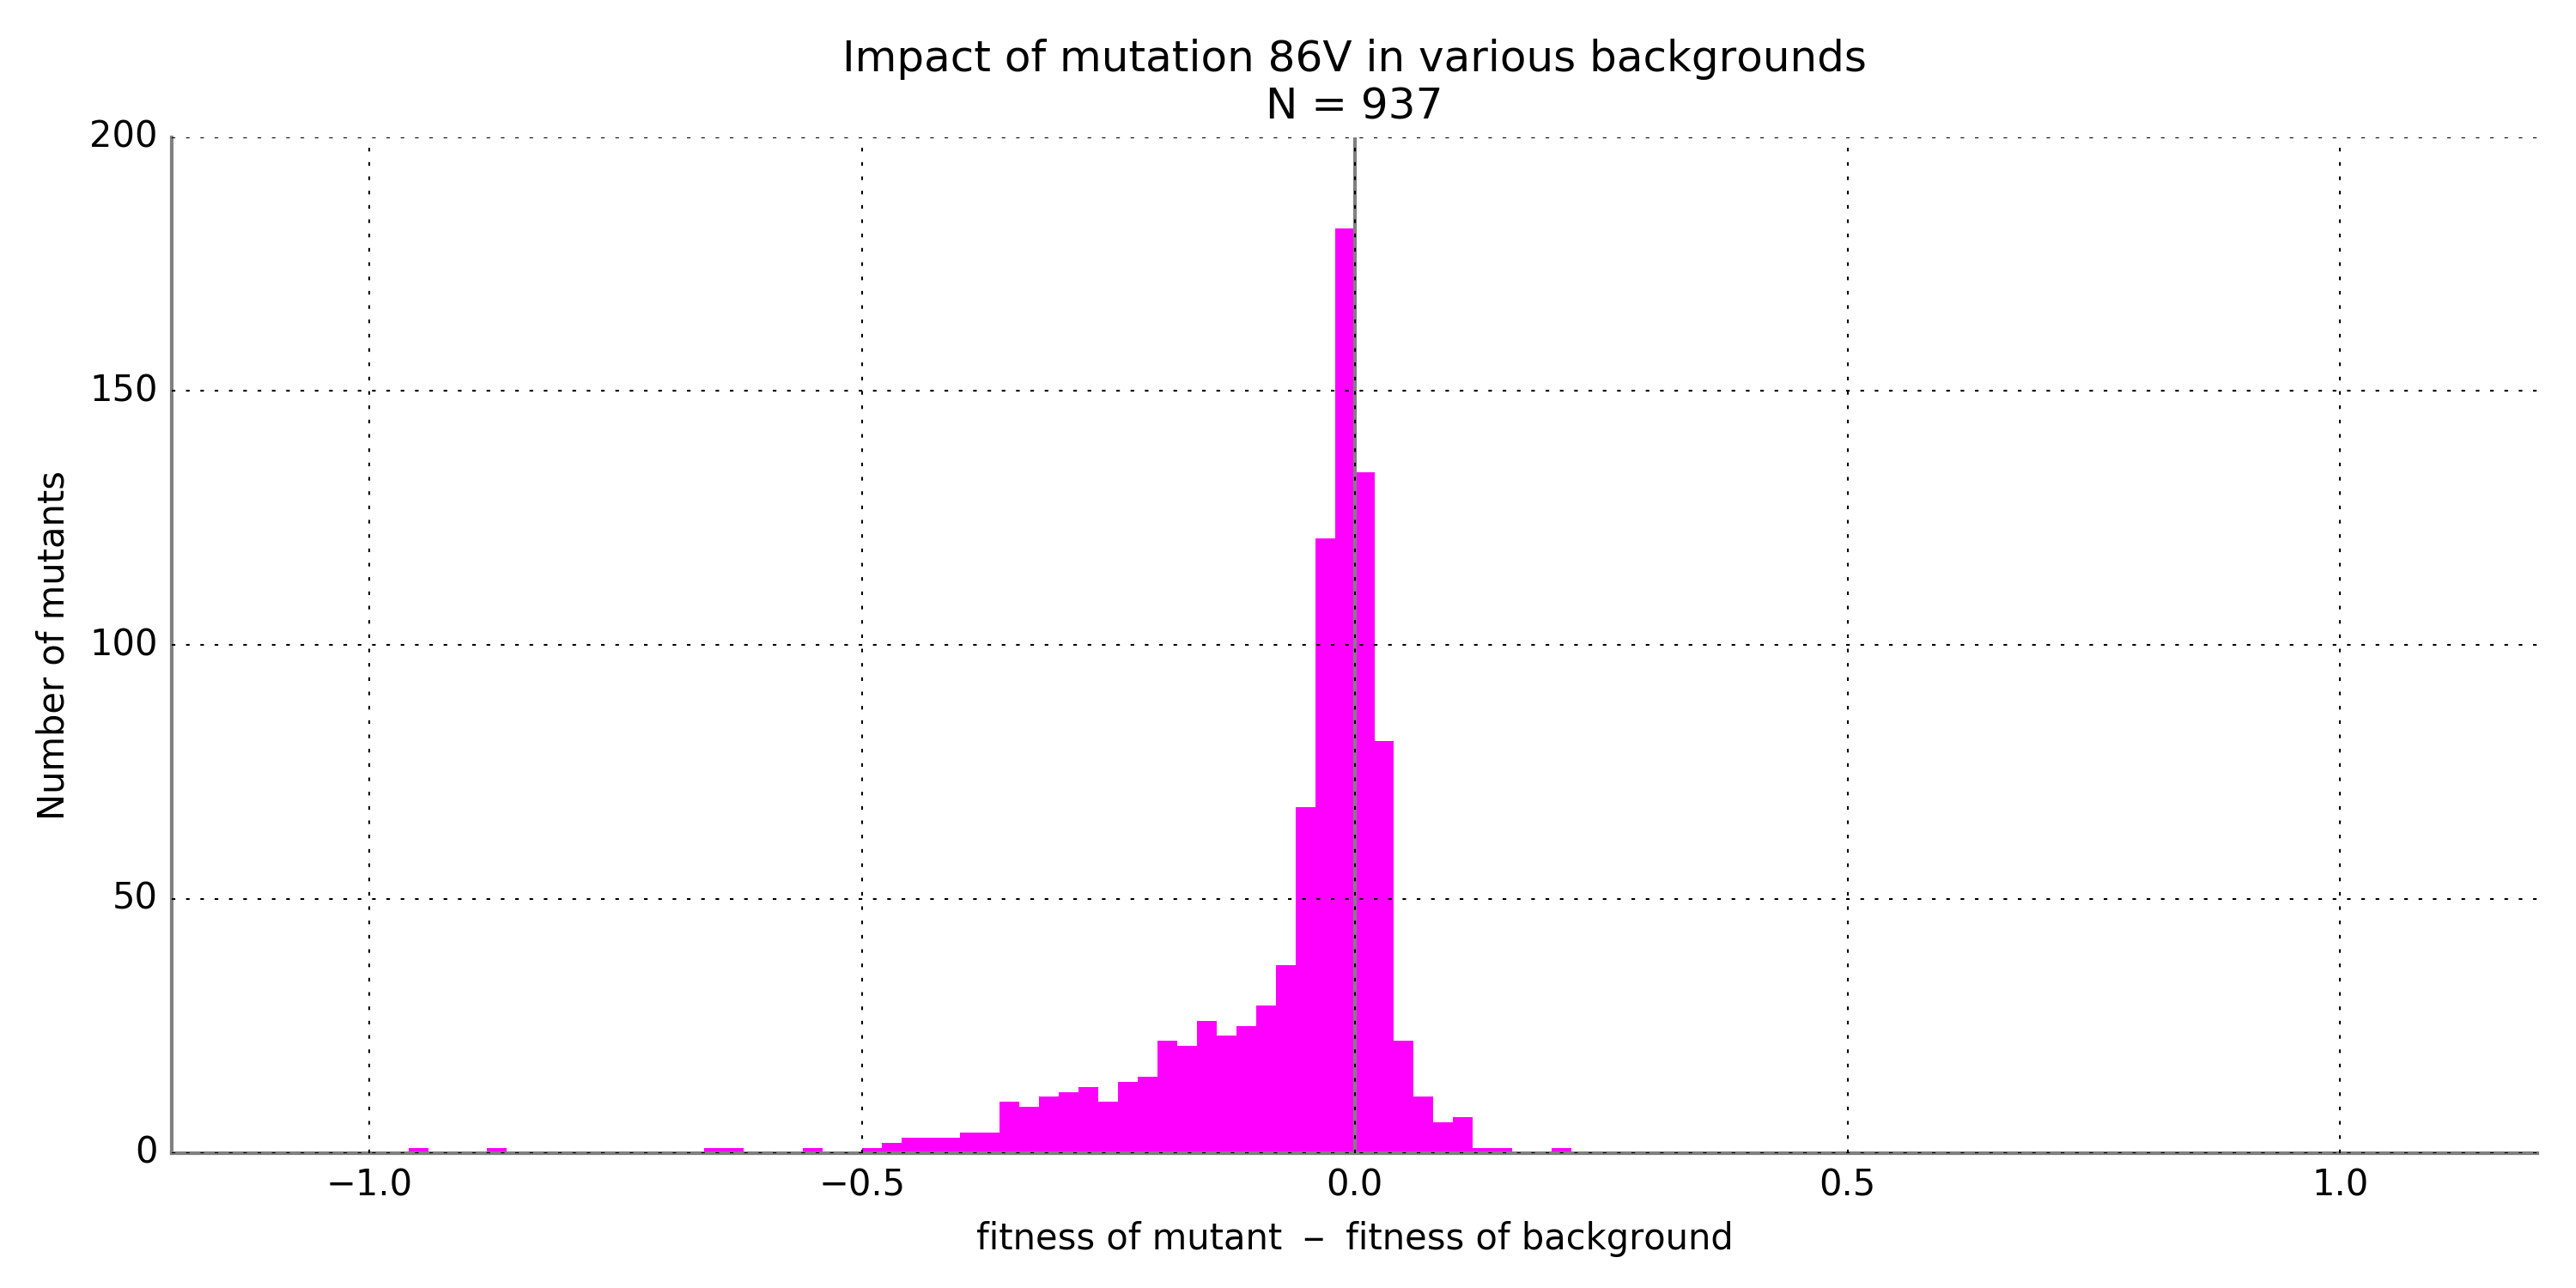 Impact of mutation 86V in various backgrounds
N = 937
200
150
100
50
0
Number of mutants
−1.0
−0.5
0.0
0.5
1.0
fitness of mutant − fitness of background